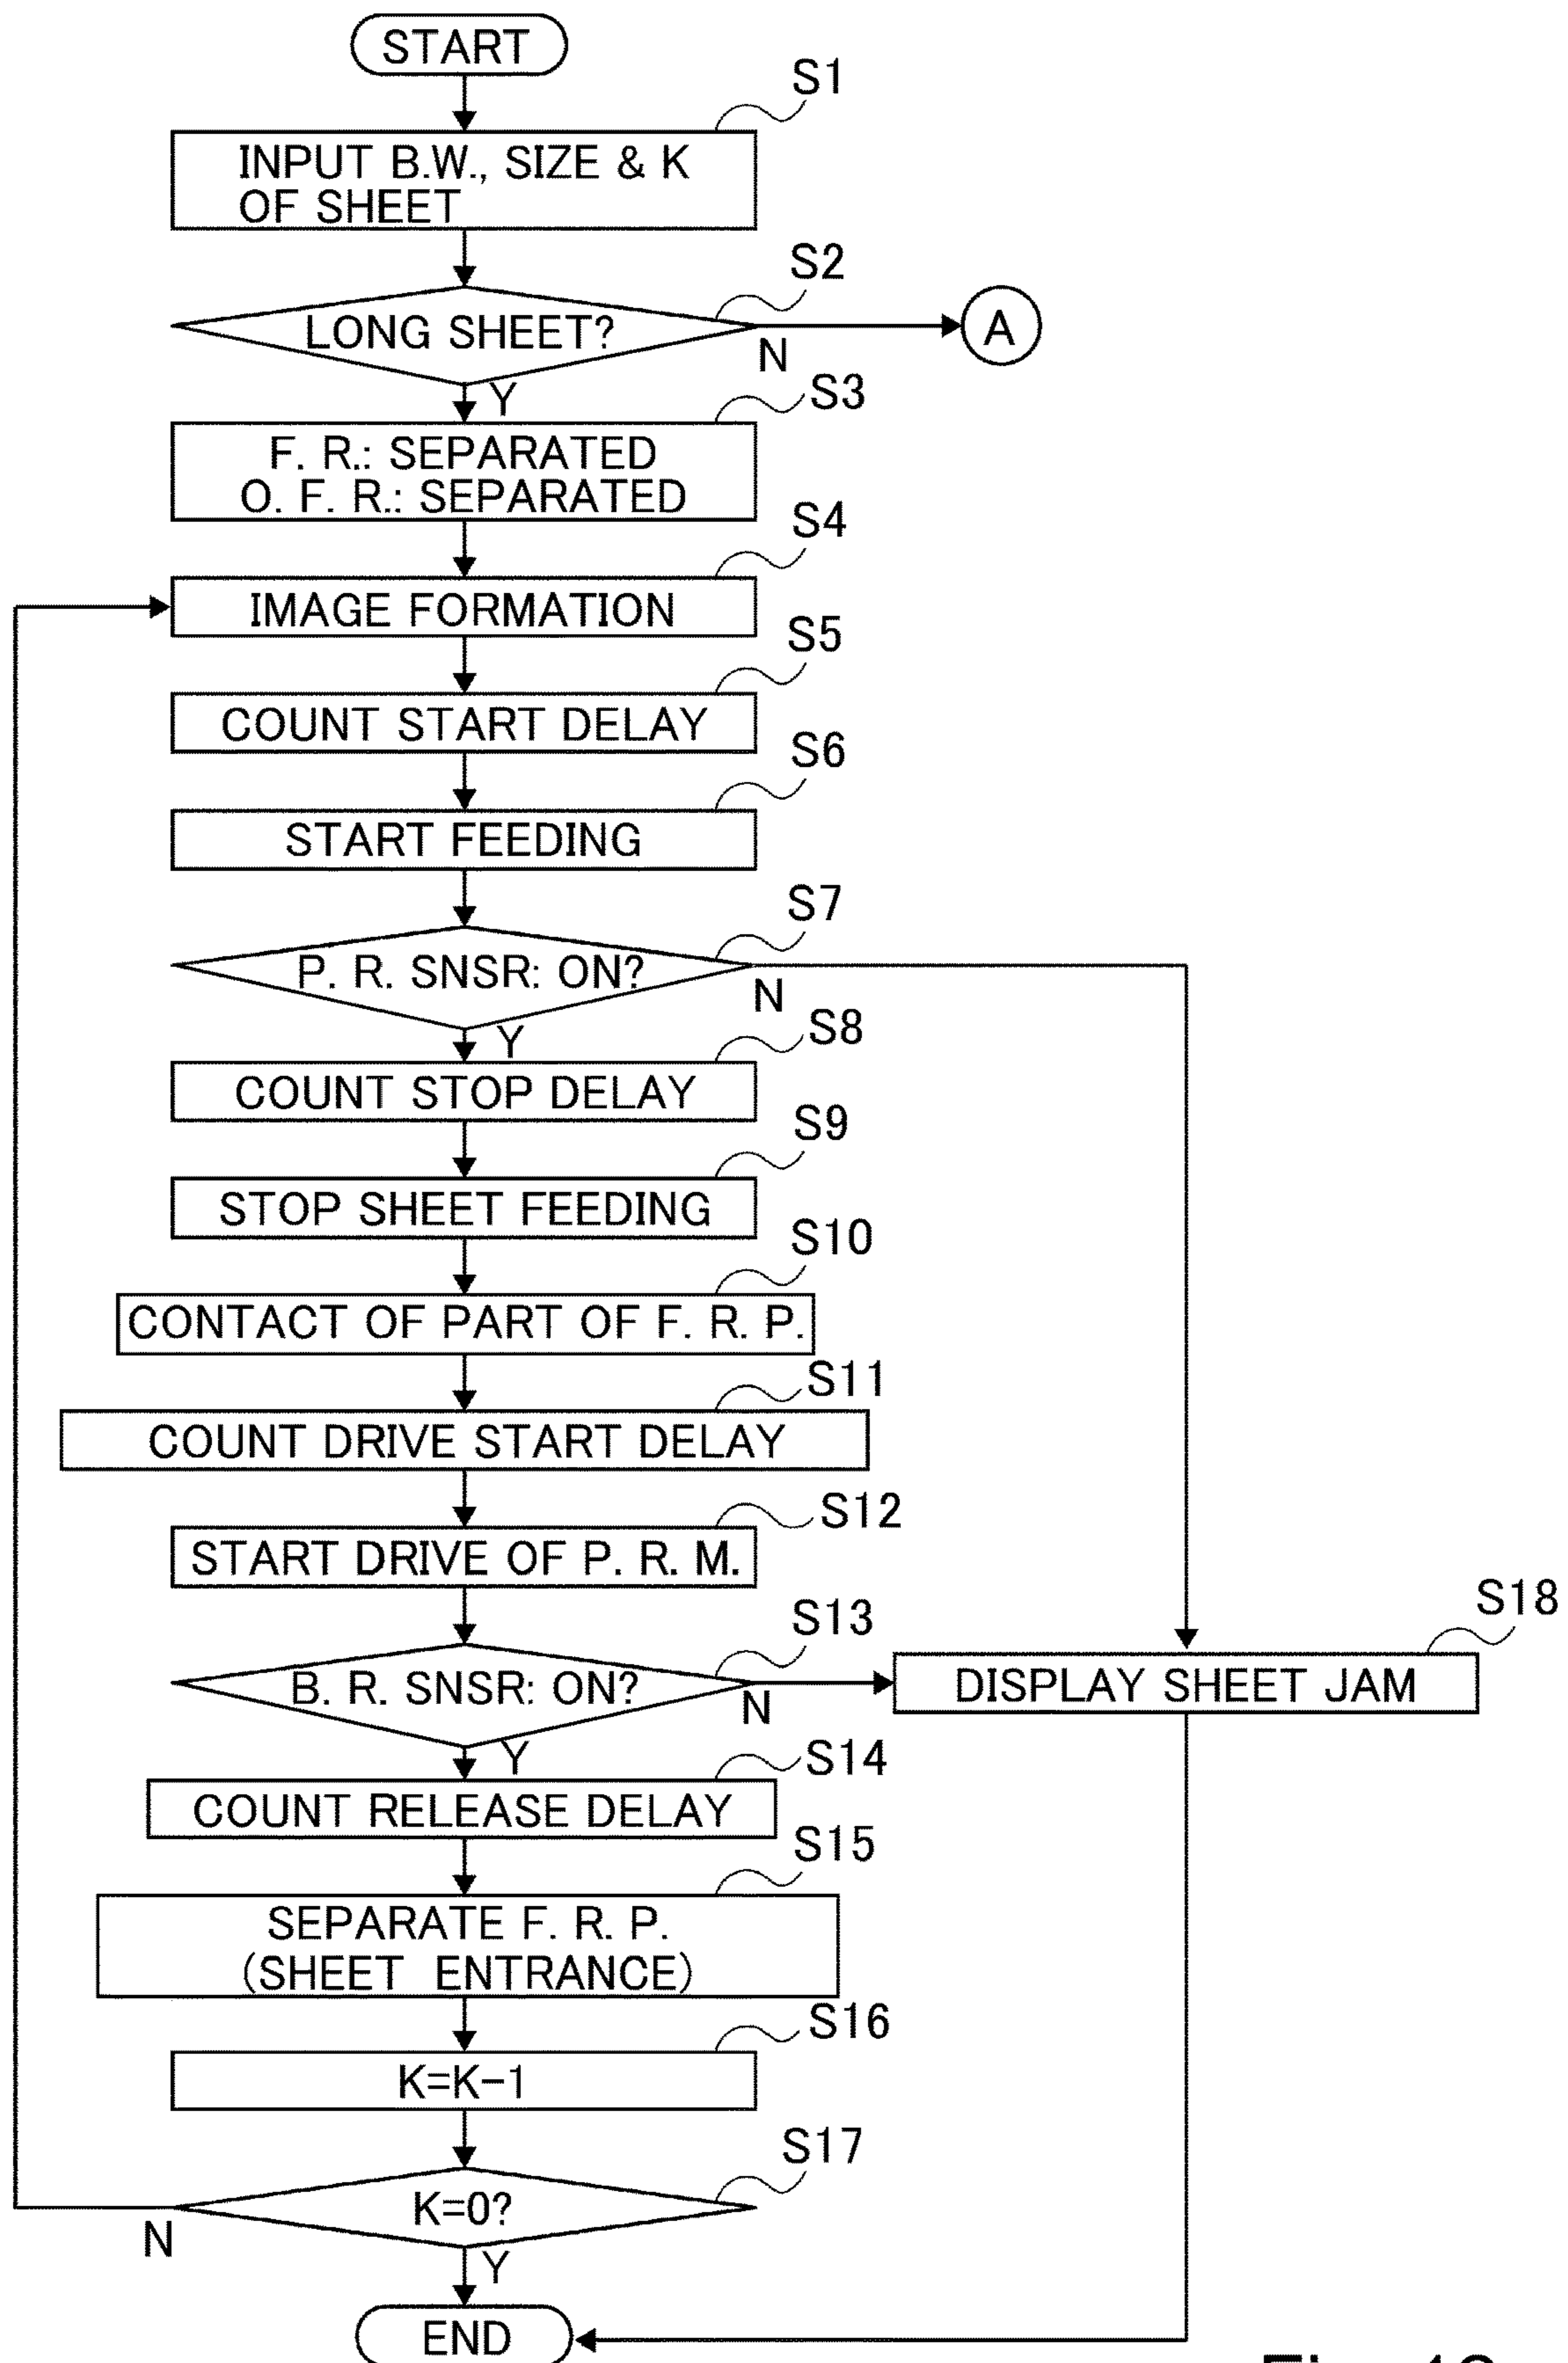 START
S1
INPUT B.W., SIZE & K
OF SHEET
S2
LONG SHEET?
N
A
Y
S3
F. R.: SEPARATED
O. F. R.: SEPARATED
S4
IMAGE FORMATION
S5
COUNT START DELAY
S6
START FEEDING
S7
P. R. SNSR: ON?
N
Y
S8
COUNT STOP DELAY
S9
STOP SHEET FEEDING
S10
CONTACT OF PART OF F. R. P.
S11
COUNT DRIVE START DELAY
S12
START DRIVE OF P. R. M.
S13
B. R. SNSR: ON?
N
S18
DISPLAY SHEET JAM
Y
S14
COUNT RELEASE DELAY
S15
SEPARATE F. R. P.
(SHEET ENTRANCE)
S16
K=K-1
S17
K=0?
N
Y
END